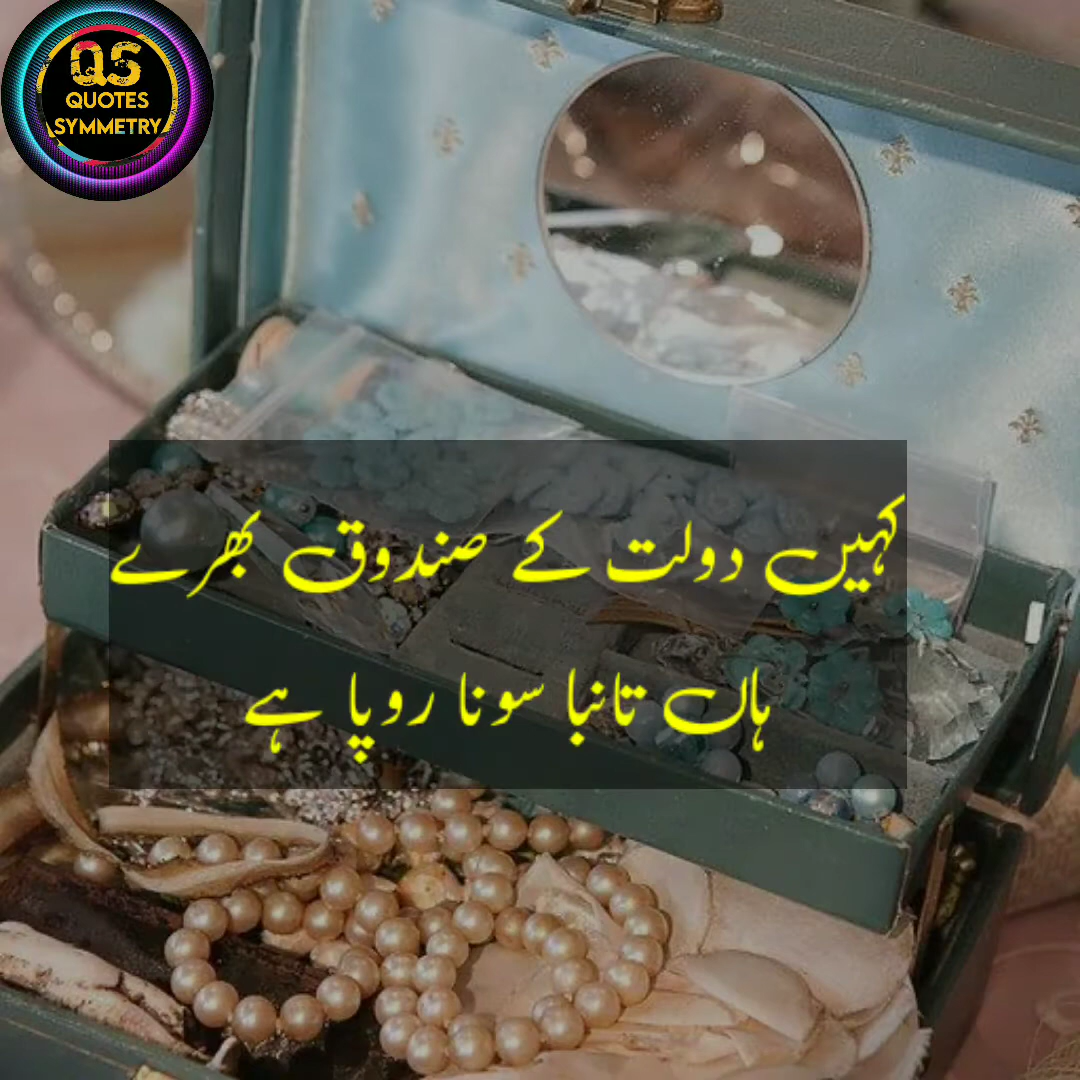 QS
QUOTES
SYMMETRY
کہیں دولت کے صندوق بھرے
ہاں تانبا سونا روپا ہے